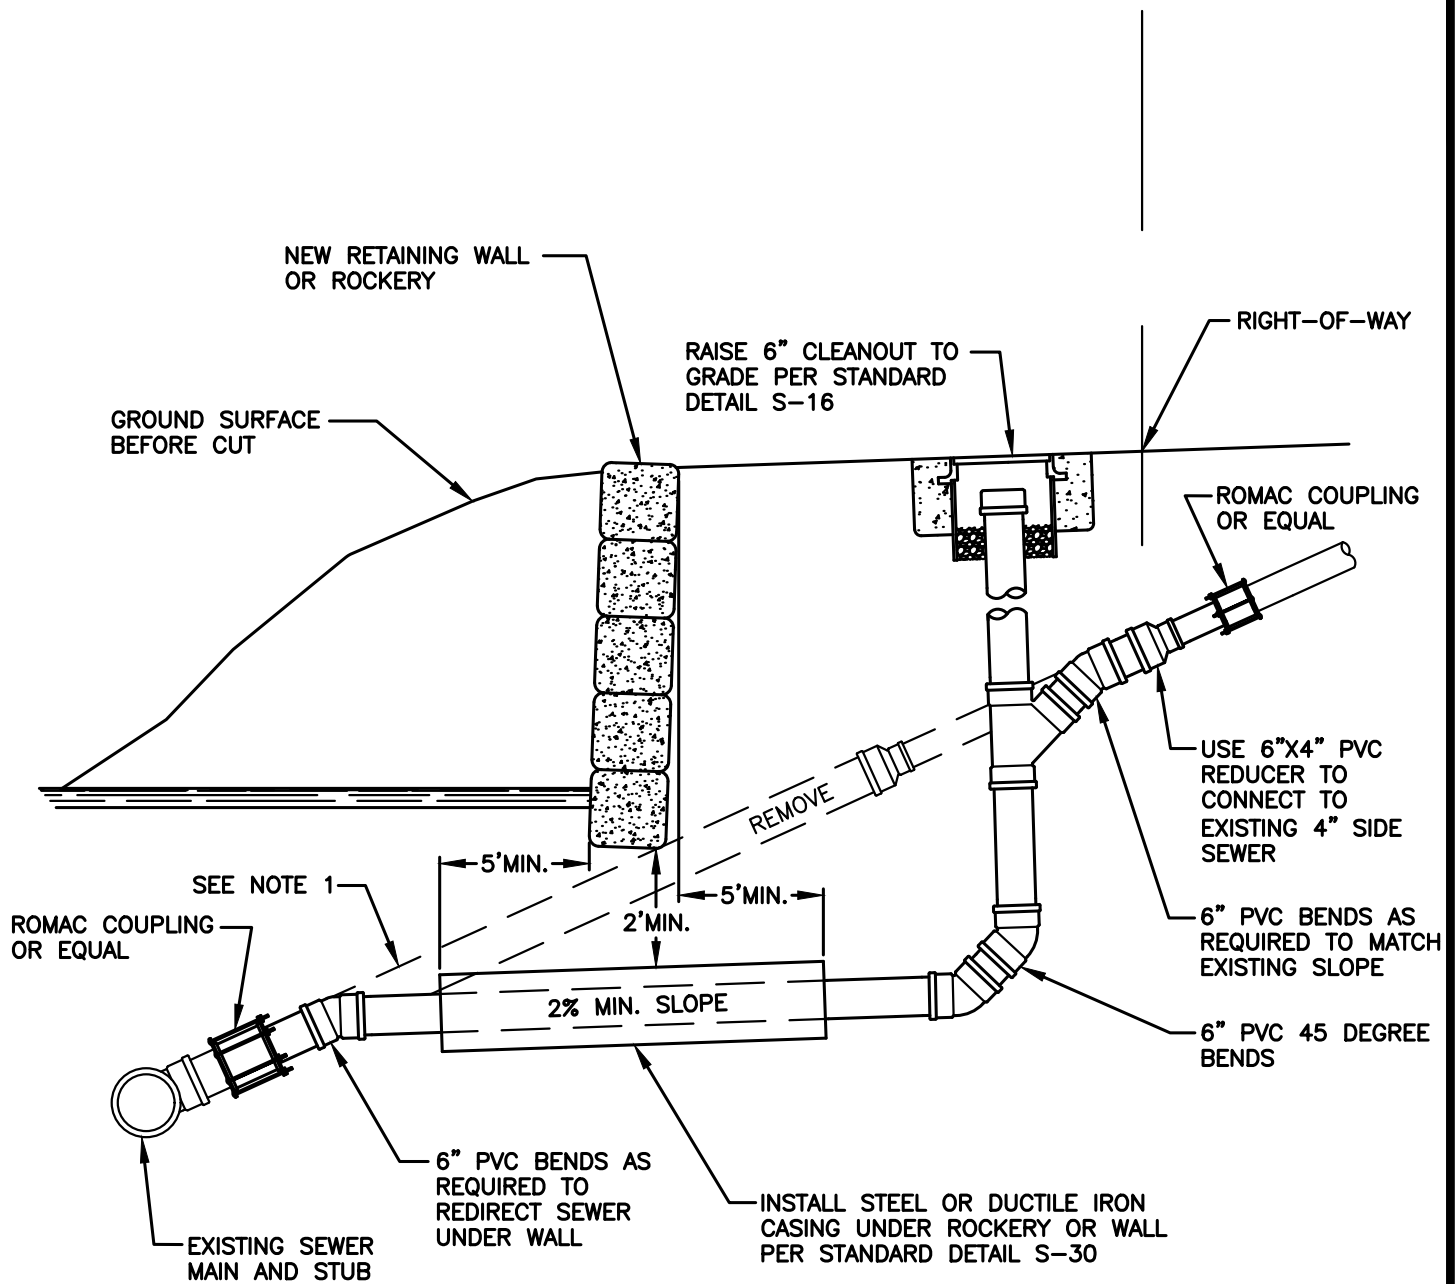 NEW RETAINING WALL
OR ROCKERY
RIGHT-OF-WAY
RAISE 6" CLEANOUT TO
GRADE PER STANDARD
DETAIL S-16
GROUND SURFACE
BEFORE CUT
ROMAC COUPLING
OR EQUAL
USE 6"X4" PVC
REDUCER TO
CONNECT TO
EXISTING 4" SIDE
SEWER
REMOVE
5'MIN.
SEE NOTE 1
5'MIN.
2'MIN.
ROMAC COUPLING
OR EQUAL
6" PVC BENDS AS
REQUIRED TO MATCH
EXISTING SLOPE
2% MIN. SLOPE
6" PVC 45 DEGREE
BENDS
6" PVC BENDS AS
REQUIRED TO
REDIRECT SEWER
UNDER WALL
INSTALL STEEL OR DUCTILE IRON
CASING UNDER ROCKERY OR WALL
PER STANDARD DETAIL S-30
EXISTING SEWER
MAIN AND STUB